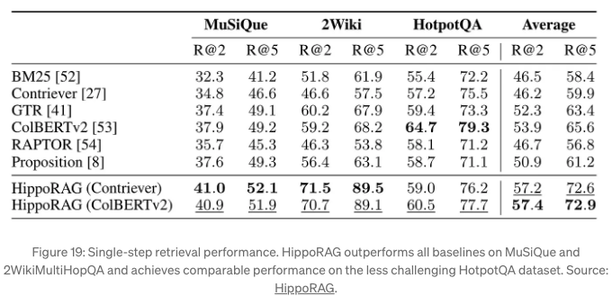 MuSiQue 2Wiki HotpotQA Average
R@2 R@5 R@2 R@5 R@2 R@5 R@2 R@5
BM25 [52] 32.3 41.2 51.8 61.9 55.4 72.2 46.5 58.4
Contriever [27] 34.8 46.6 46.6 57.5 57.2 75.5 46.2 59.9
GTR [41] 37.4 49.1 60.2 67.9 59.4 73.3 52.3 63.4
ColBERTv2 [53] 37.9 49.2 59.2 68.2 64.7 79.3 53.9 65.6
RAPTOR [54] 35.7 45.3 46.3 53.8 58.1 71.2 46.7 56.8
Proposition [8] 37.6 49.3 56.4 63.1 58.7 71.1 50.9 61.2
HippoRAG (Contriever) 41.0 52.1 71.5 89.5 59.0 76.2 57.2 72.6
HippoRAG (ColBERTv2) 40.9 51.9 70.7 89.1 60.5 77.7 57.4 72.9
Figure 19: Single-step retrieval performance. HippoRAG outperforms all baselines on MuSiQue and
2WikiMultiHopQA and achieves comparable performance on the less challenging HotpotQA dataset. Source:
HippoRAG.